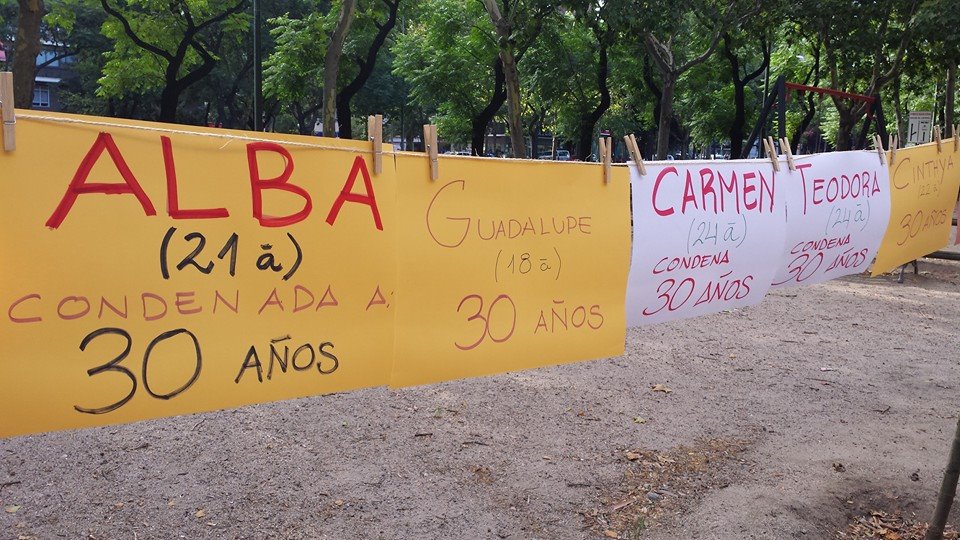 ALBA
(21 ā)
CONDENADA A:
30 AÑOS
GUADALUPE
(18 ā)
30 AÑOS
CARMEN
(24 ā)
CONDENA
30 AÑOS
TEODORA
(24 ā)
CONDENA
30 AÑOS
CINTHYA
(22 ā)
30 AÑOS